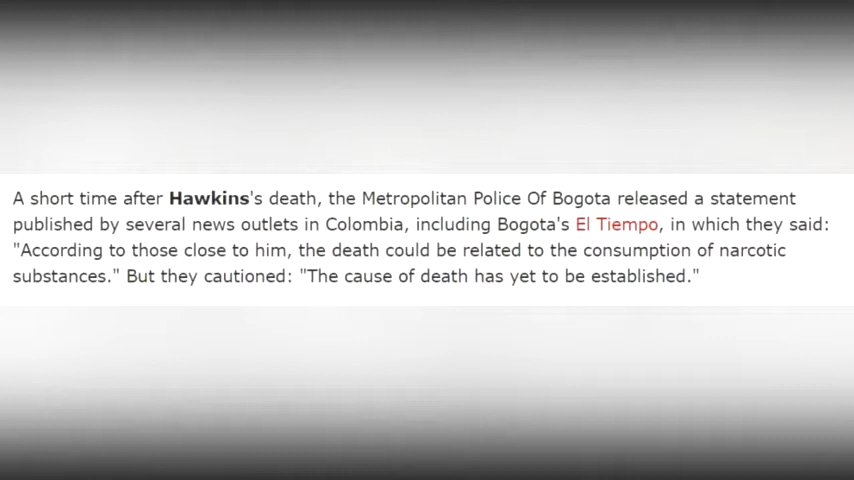 A short time after Hawkins's death, the Metropolitan Police Of Bogota released a statement
published by several news outlets in Colombia, including Bogota's El Tiempo, in which they said:
"According to those close to him, the death could be related to the consumption of narcotic
substances." But they cautioned: "The cause of death has yet to be established."